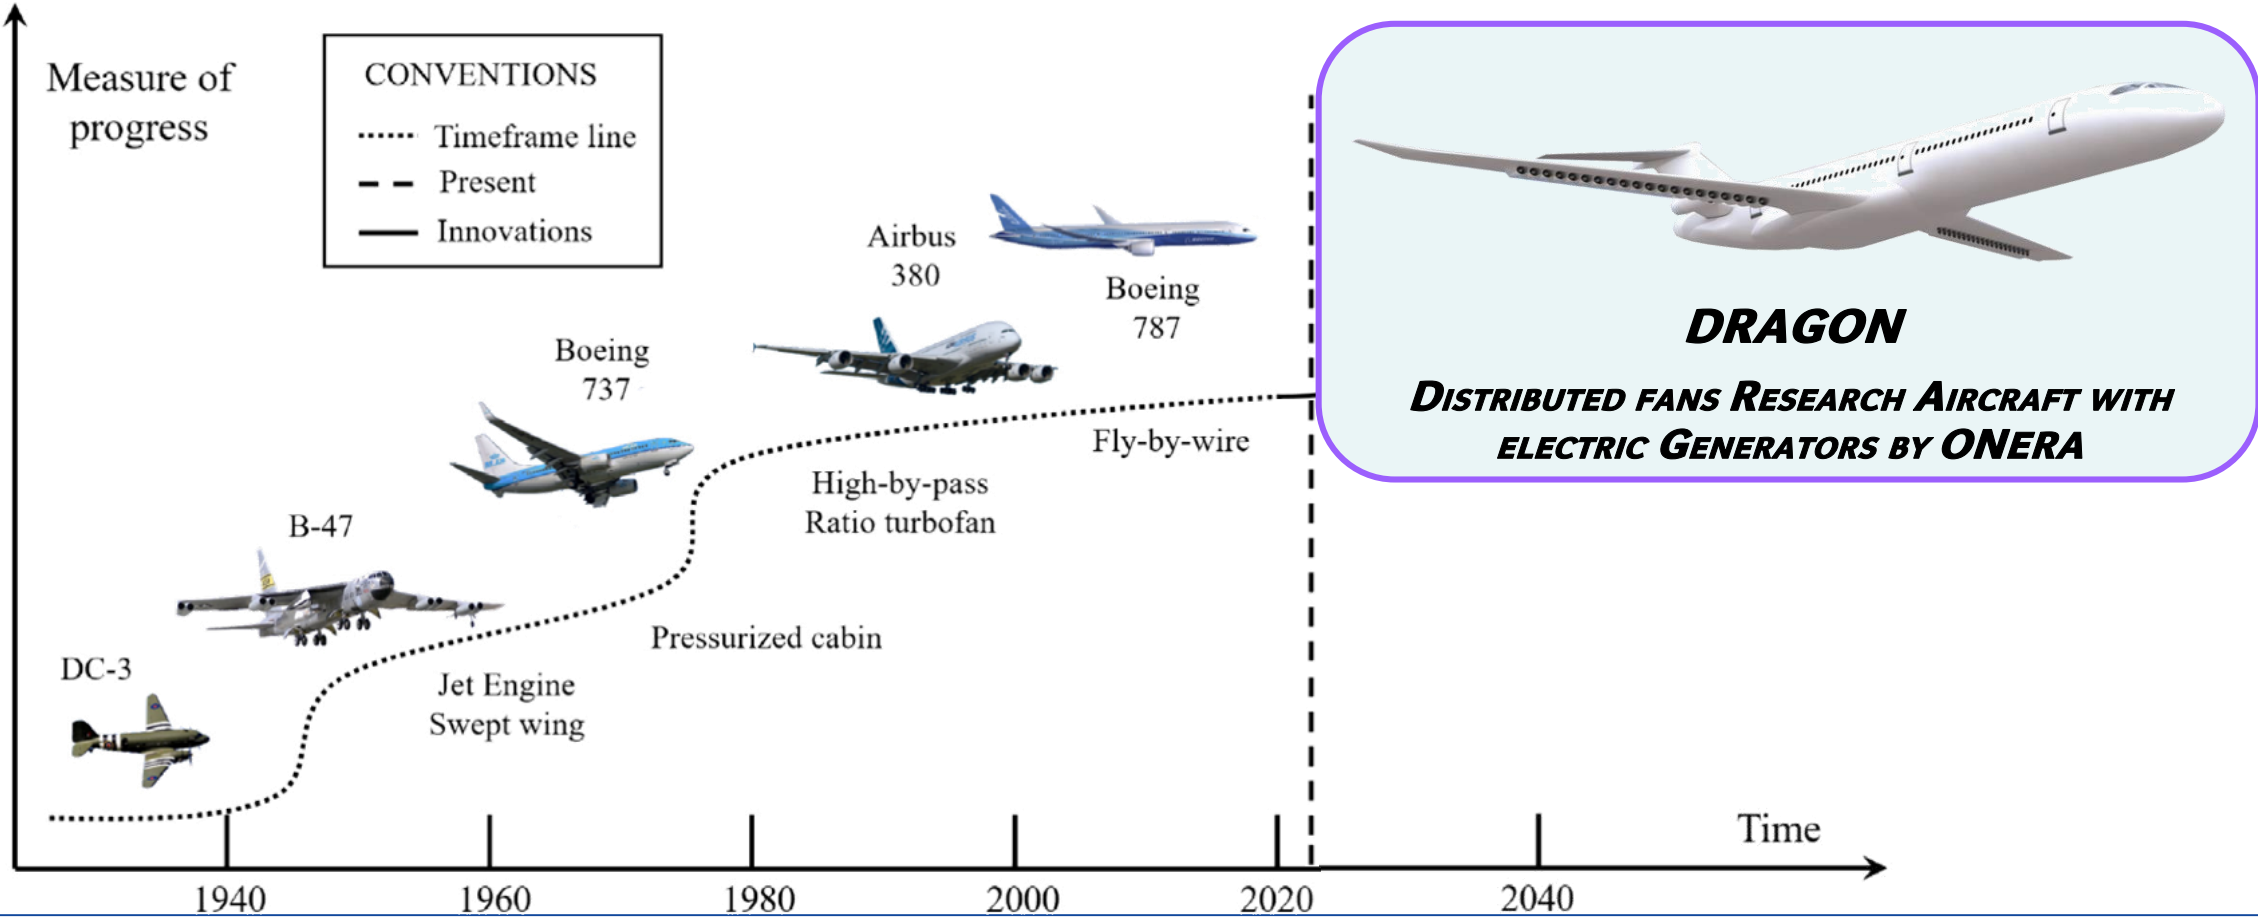 Measure of
progress
CONVENTIONS
Timeframe line
Present
Innovations
Airbus
380
Boeing
787
Boeing
737
B-47
DC-3
Fly-by-wire
High-by-pass
Ratio turbofan
Pressurized cabin
Jet Engine
Swept wing
DRAGON
DISTRIBUTED FANS RESEARCH AIRCRAFT WITH
ELECTRIC GENERATORS BY ONERA
Time
1940 1960 1980 2000 2020 2040